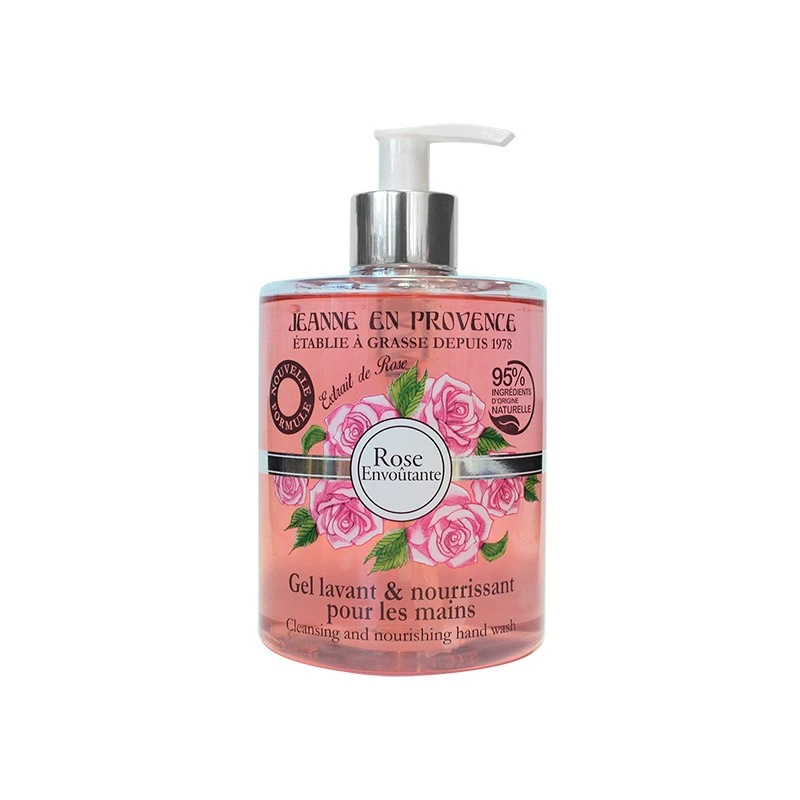 JEANNE EN PROVENCE
ÉTABLIE À GRASSE DEPUIS 1978
NOUVELLE
FORMULE
Extrait de Rose
95%
INGRÉDIENTS
D'ORIGINE
NATURELLE
Rose
Envoûtante
Gel lavant & nourrissant
pour les mains
Cleansing and nourishing hand wash